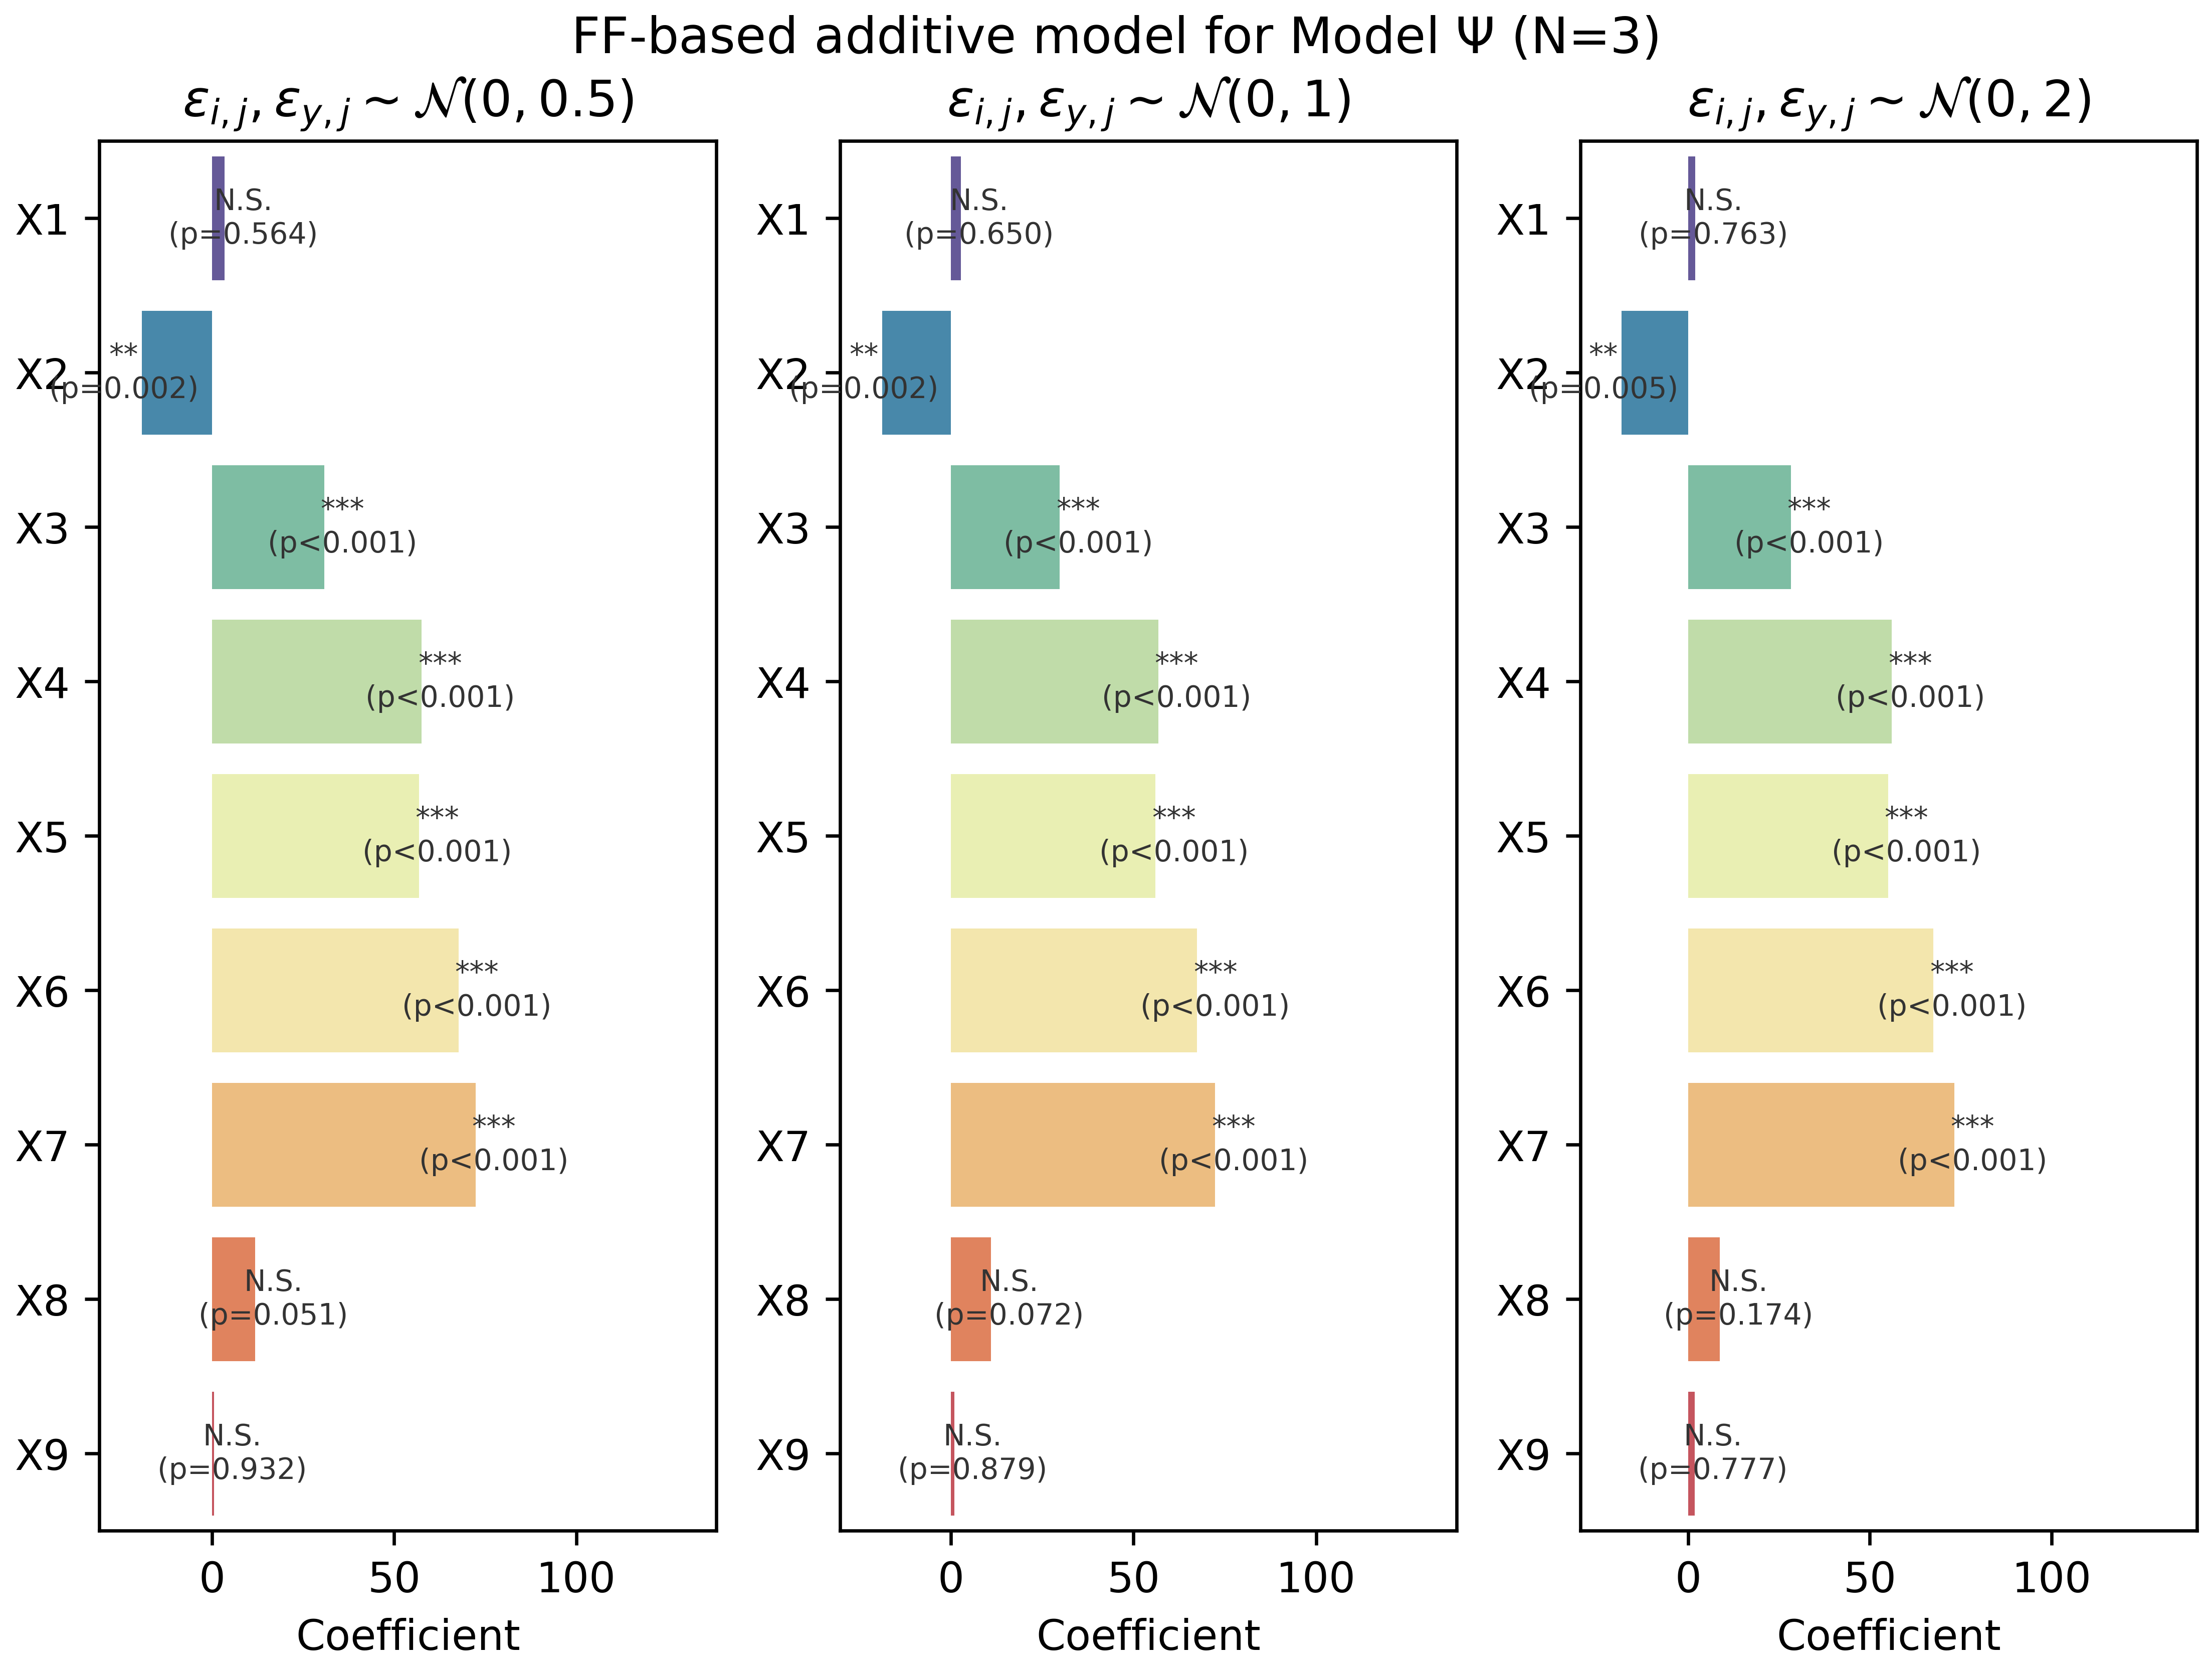 FF-based additive model for Model Ψ (N=3)
ε_{i,j}, ε_{y,j} ~ 𝒩(0, 0.5)
X1
N.S.
(p=0.564)
X2
**
(p=0.002)
X3
***
(p<0.001)
X4
***
(p<0.001)
X5
***
(p<0.001)
X6
***
(p<0.001)
X7
***
(p<0.001)
X8
N.S.
(p=0.051)
X9
N.S.
(p=0.932)
0 50 100
Coefficient
ε_{i,j}, ε_{y,j} ~ 𝒩(0, 1)
X1
N.S.
(p=0.650)
X2
**
(p=0.002)
X3
***
(p<0.001)
X4
***
(p<0.001)
X5
***
(p<0.001)
X6
***
(p<0.001)
X7
***
(p<0.001)
X8
N.S.
(p=0.072)
X9
N.S.
(p=0.879)
0 50 100
Coefficient
ε_{i,j}, ε_{y,j} ~ 𝒩(0, 2)
X1
N.S.
(p=0.763)
X2
**
(p=0.005)
X3
***
(p<0.001)
X4
***
(p<0.001)
X5
***
(p<0.001)
X6
***
(p<0.001)
X7
***
(p<0.001)
X8
N.S.
(p=0.174)
X9
N.S.
(p=0.777)
0 50 100
Coefficient